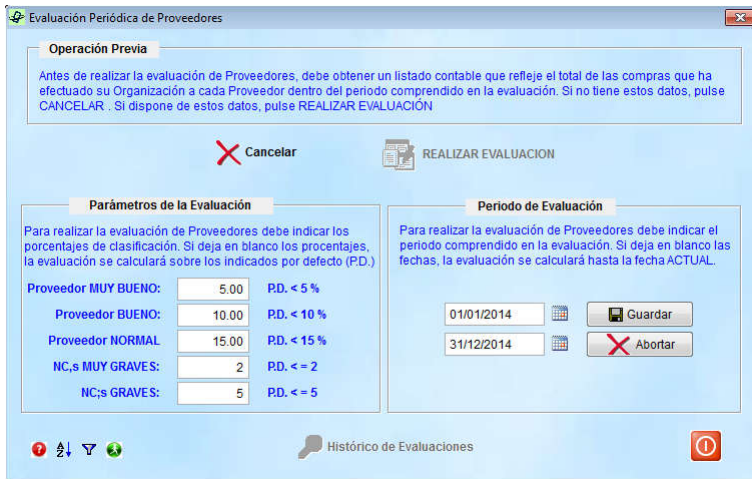 Evaluación Periódica de Proveedores
Operación Previa
Antes de realizar la evaluación de Proveedores, debe obtener un listado contable que refleje el total de las compras que ha
efectuado su Organización a cada Proveedor dentro del periodo comprendido en la evaluación. Si no tiene estos datos, pulse
CANCELAR . Si dispone de estos datos, pulse REALIZAR EVALUACIÓN
Cancelar
REALIZAR EVALUACION
Parámetros de la Evaluación
Para realizar la evaluación de Proveedores debe indicar los
porcentajes de clasificación. Si deja en blanco los procentajes,
la evaluación se calculará sobre los indicados por defecto (P.D.)
Proveedor MUY BUENO: 5.00 P.D. < 5 %
Proveedor BUENO: 10.00 P.D. < 10 %
Proveedor NORMAL 15.00 P.D. < 15 %
NC,s MUY GRAVES: 2 P.D. < = 2
NC;s GRAVES: 5 P.D. < = 5
Periodo de Evaluación
Para realizar la evaluación de Proveedores debe indicar el
periodo comprendido en la evaluación. Si deja en blanco las
fechas, la evaluación se calculará hasta la fecha ACTUAL.
01/01/2014 Guardar
31/12/2014 Abortar
Histórico de Evaluaciones